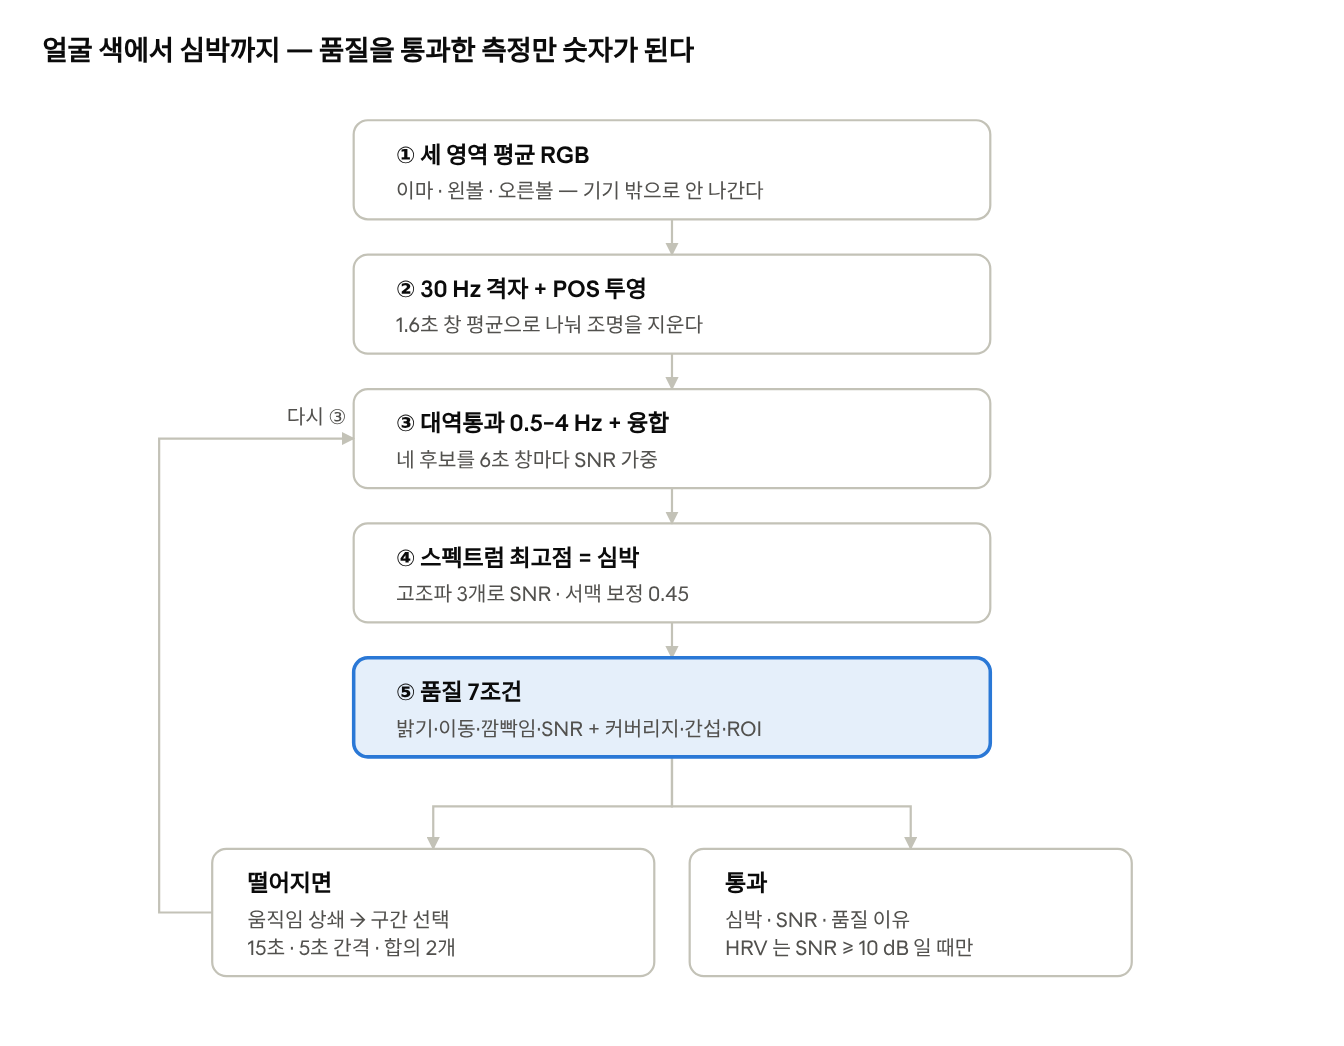 얼굴 색에서 심박까지 — 품질을 통과한 측정만 숫자가 된다
① 세 영역 평균 RGB
이마 · 왼볼 · 오른볼 — 기기 밖으로 안 나간다
② 30 Hz 격자 + POS 투영
1.6초 창 평균으로 나눠 조명을 지운다
다시 ③
③ 대역통과 0.5–4 Hz + 융합
네 후보를 6초 창마다 SNR 가중
④ 스펙트럼 최고점 = 심박
고조파 3개로 SNR · 서맥 보정 0.45
⑤ 품질 7조건
밝기·이동·깜빡임·SNR + 커버리지·간섭·ROI
떨어지면
움직임 상쇄 → 구간 선택
15초 · 5초 간격 · 합의 2개
통과
심박 · SNR · 품질 이유
HRV 는 SNR ≥ 10 dB 일 때만